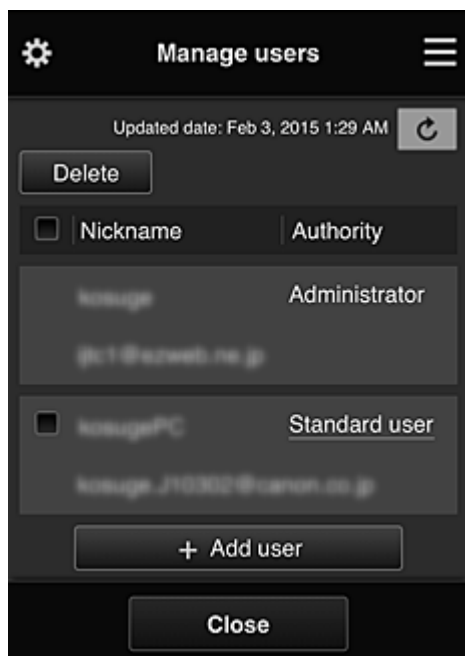 Manage users
Updated date: Feb 3, 2015 1:29 AM
Delete
Nickname Authority
Administrator
Standard user
+ Add user
Close